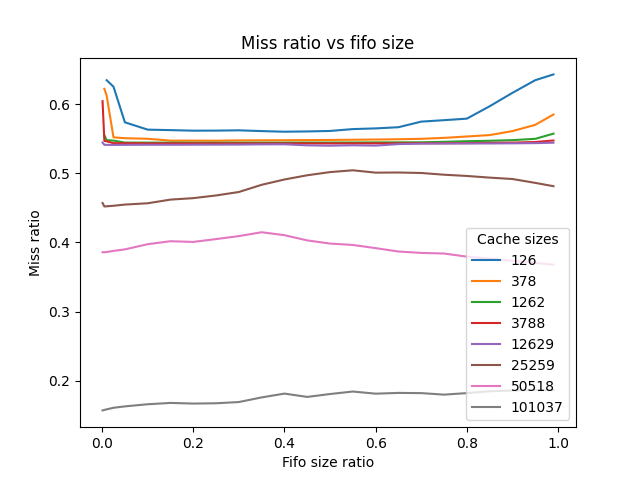 Miss ratio vs fifo size
Miss ratio
0.6
0.5
0.4
0.3
0.2
Cache sizes
126
378
1262
3788
12629
25259
50518
101037
0.0 0.2 0.4 0.6 0.8 1.0
Fifo size ratio